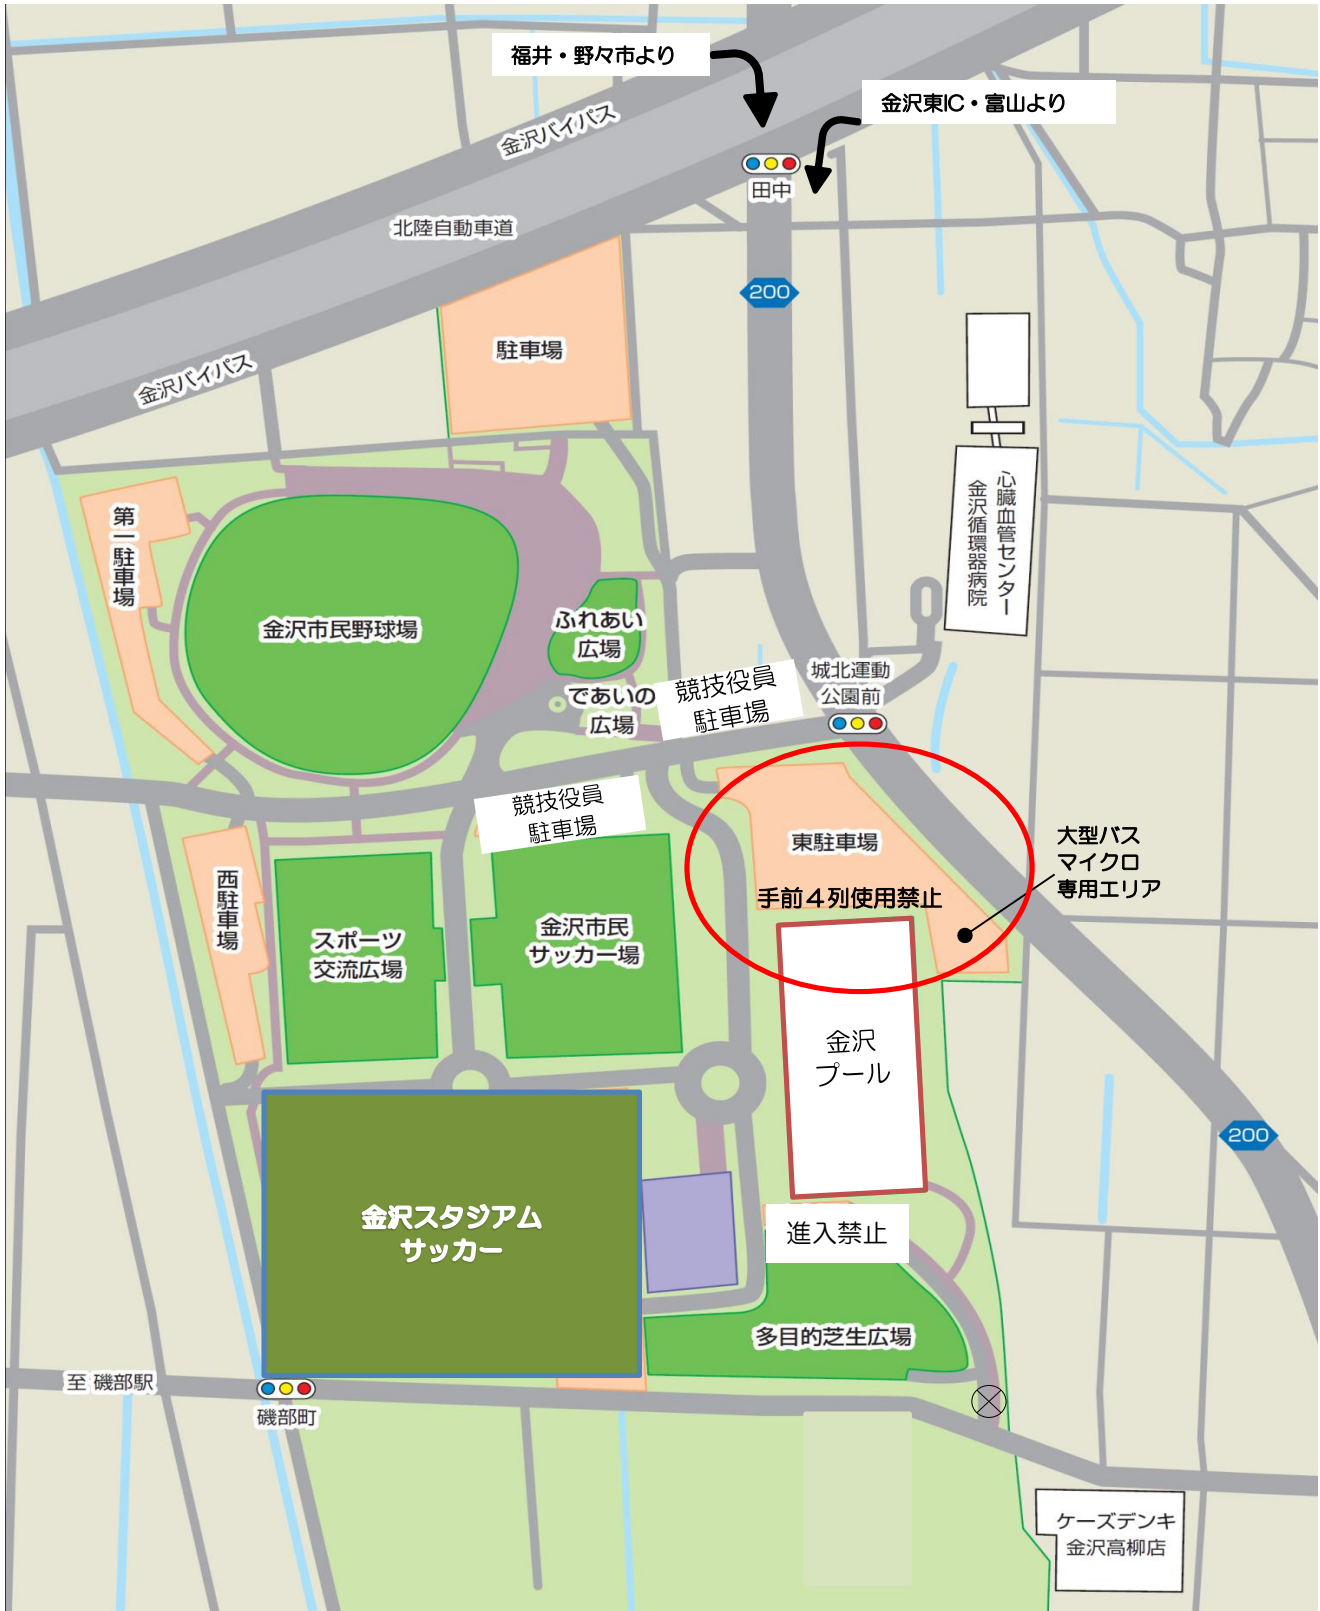 福井・野々市より
金沢東IC・富山より
金沢バイパス
田中
北陸自動車道
200
駐車場
金沢バイパス
心臓血管センター
金沢循環器病院
第一駐車場
金沢市民野球場
ふれあい
広場
であいの
広場
競技役員
駐車場
城北運動
公園前
競技役員
駐車場
東駐車場
大型バス
マイクロ
専用エリア
手前4列使用禁止
西駐車場
スポーツ
交流広場
金沢市民
サッカー場
金沢
プール
200
金沢スタジアム
サッカー
進入禁止
多目的芝生広場
至 磯部駅
磯部町
ケーズデンキ
金沢高柳店